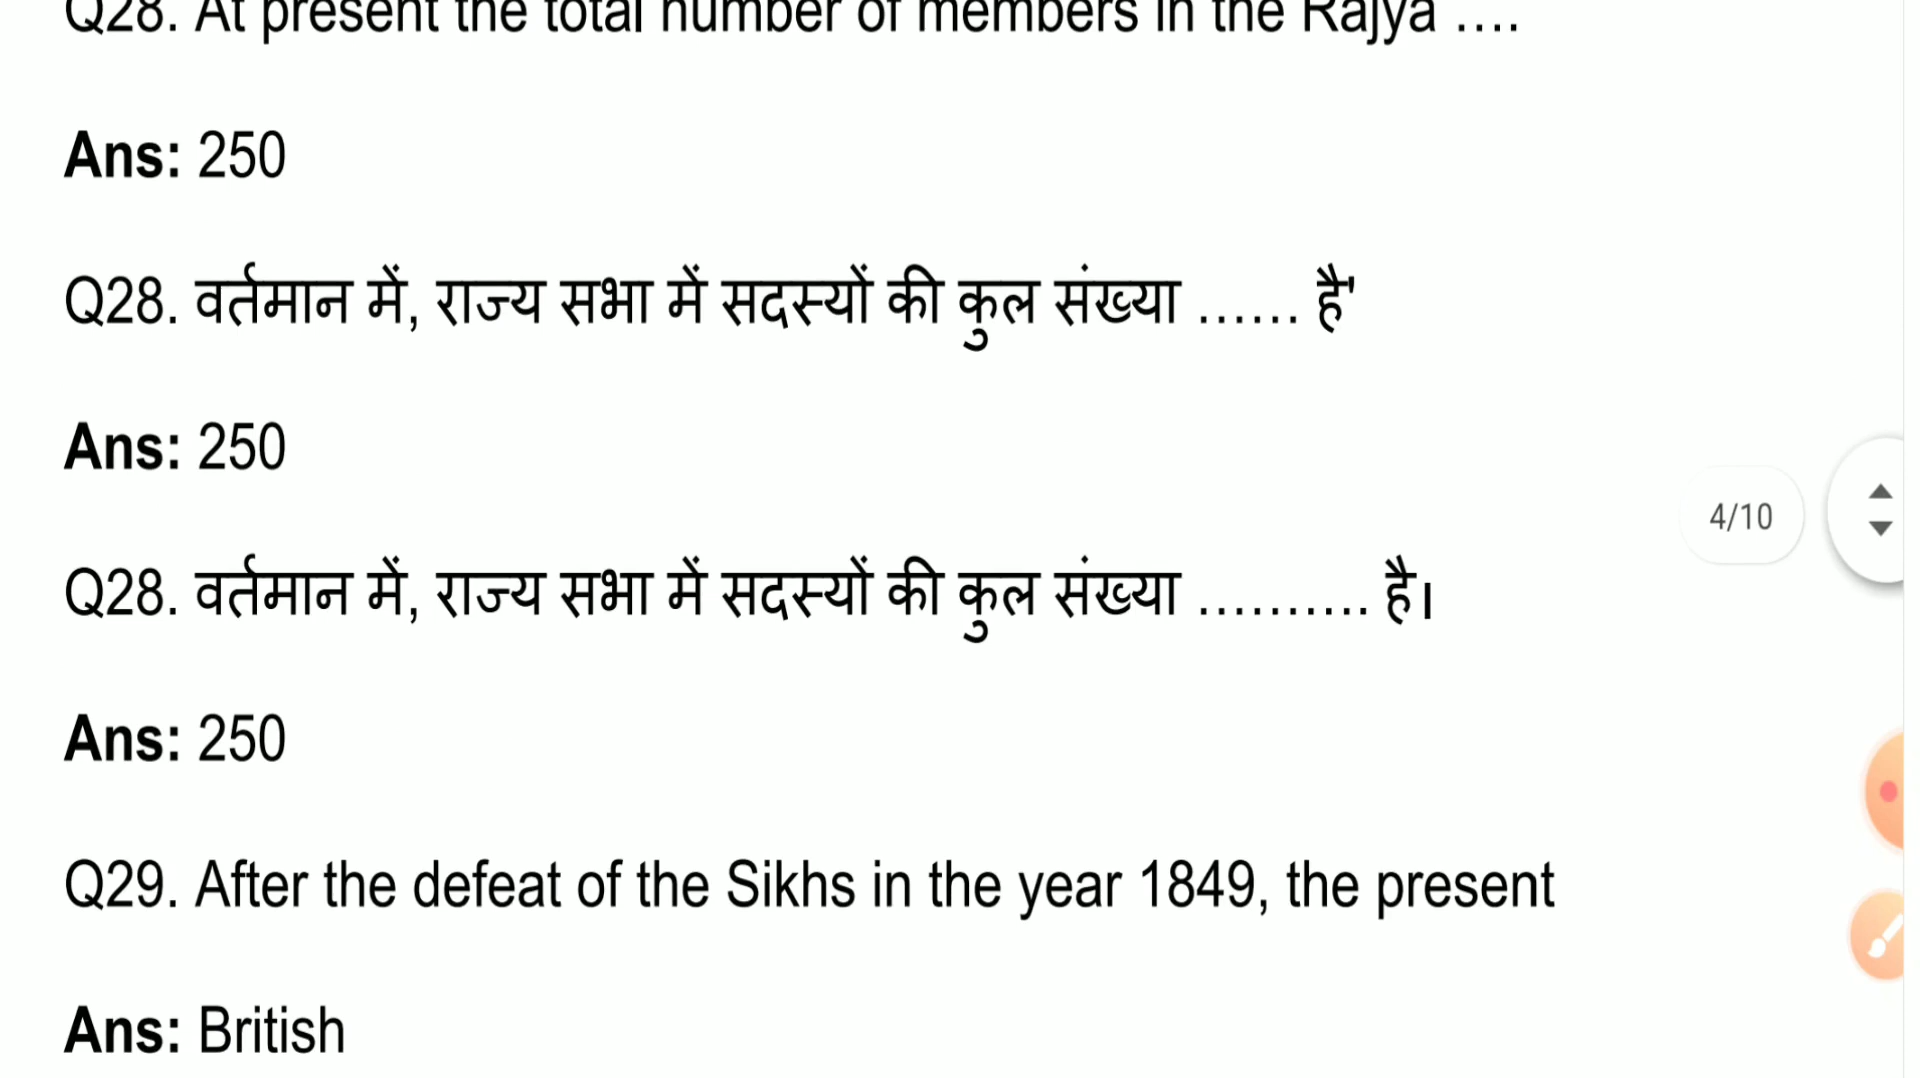 Q28. At present the total number of members in the Rajya ....
Ans: 250
Q28. वर्तमान में, राज्य सभा में सदस्यों की कुल संख्या ...... है'
Ans: 250
4/10
Q28. वर्तमान में, राज्य सभा में सदस्यों की कुल संख्या .......... है।
Ans: 250
Q29. After the defeat of the Sikhs in the year 1849, the present
Ans: British